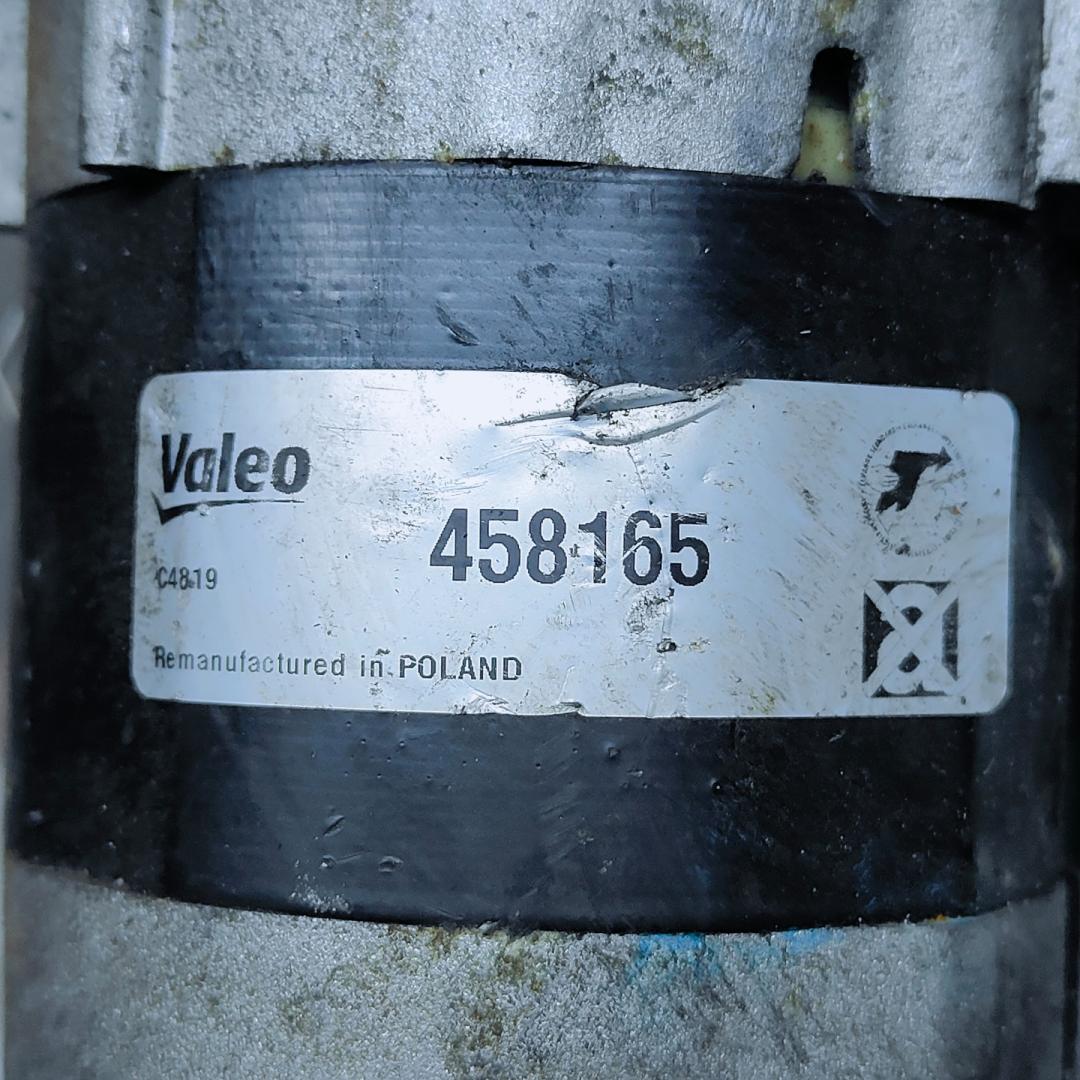 Valeo
458165
C4819
Remanufactured in POLAND